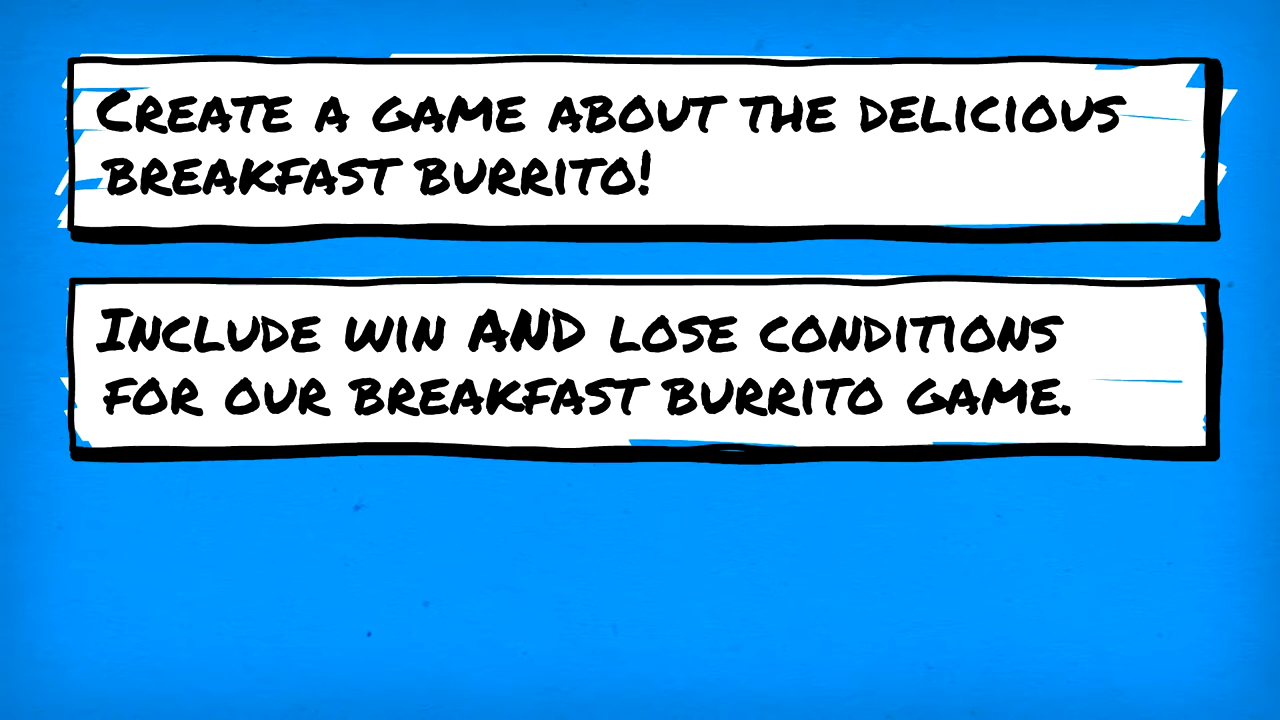 Create a game about the delicious
breakfast burrito!
Include win AND lose conditions
for our breakfast burrito game.